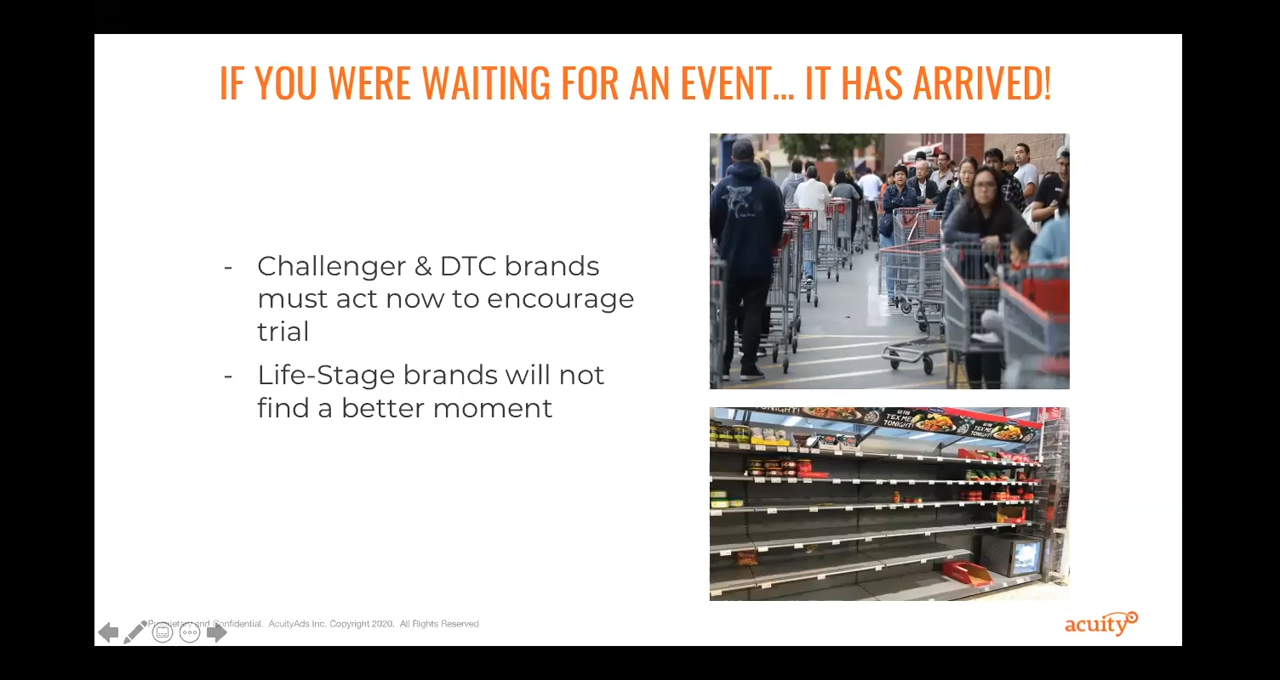 IF YOU WERE WAITING FOR AN EVENT... IT HAS ARRIVED!
- Challenger & DTC brands
must act now to encourage
trial
- Life-Stage brands will not
find a better moment
TONIGHT!
TONIGHT!
Proprietary and Confidential. AcuityAds Inc. Copyright 2020. All Rights Reserved
acuity